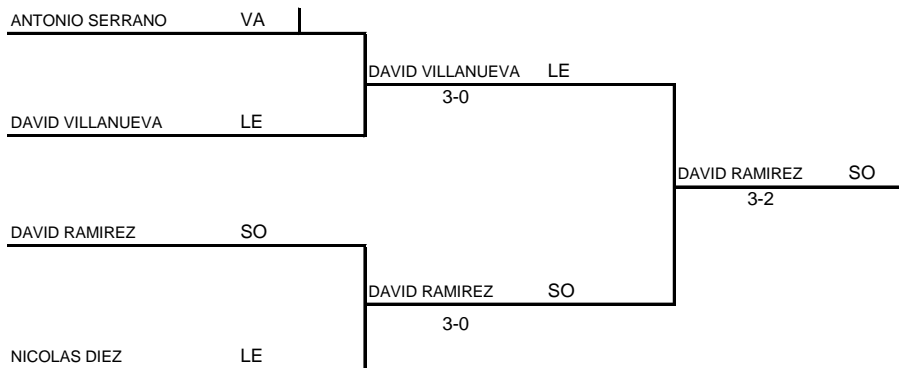 ANTONIO SERRANO VA
DAVID VILLANUEVA LE
3-0
DAVID VILLANUEVA LE
DAVID RAMIREZ SO
3-2
DAVID RAMIREZ SO
DAVID RAMIREZ SO
3-0
NICOLAS DIEZ LE